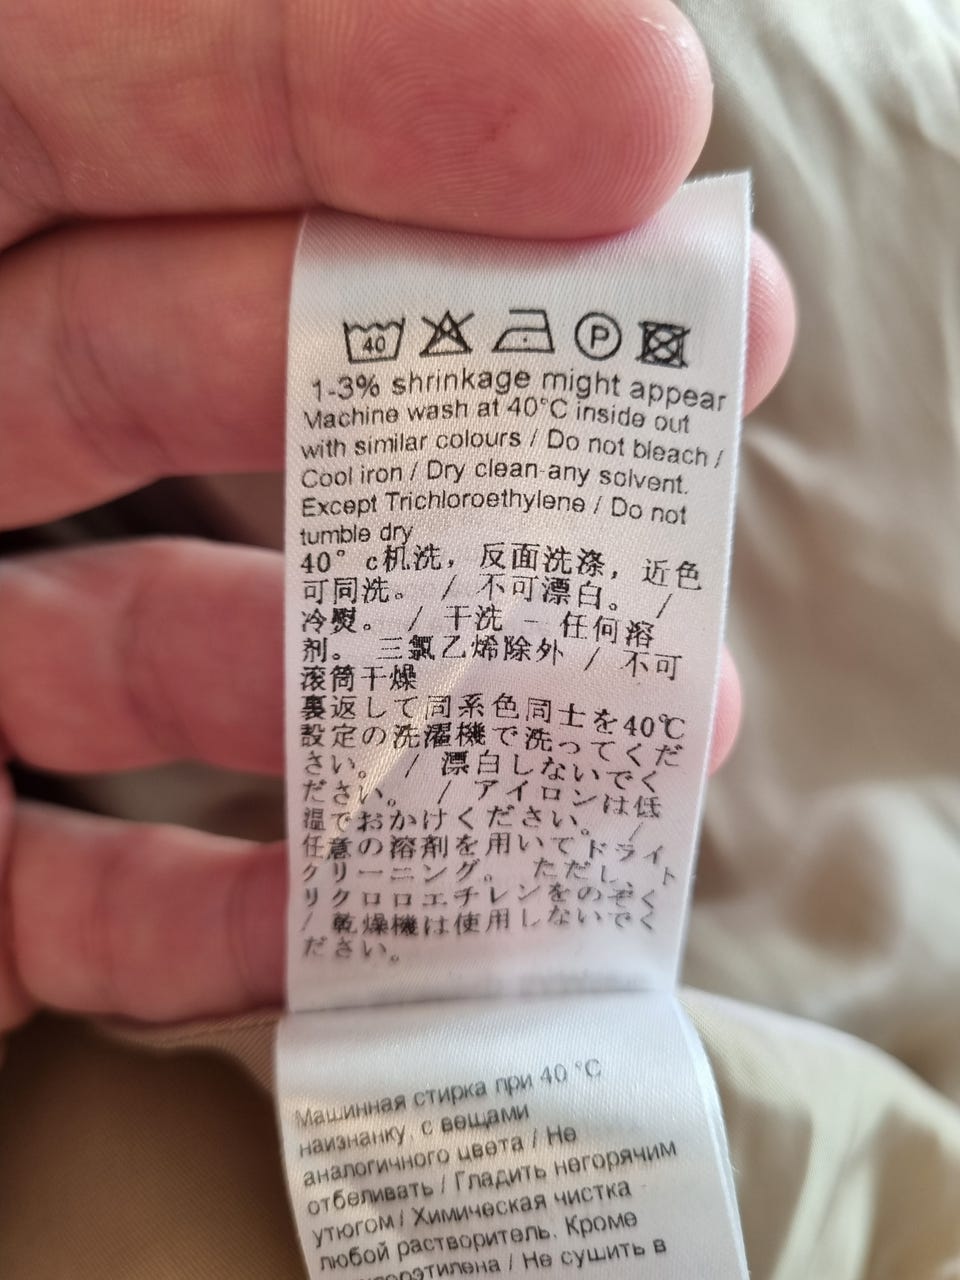 40 P
1-3% shrinkage might appear
Machine wash at 40°C inside out
with similar colours / Do not bleach /
Cool iron / Dry clean-any solvent.
Except Trichloroethylene / Do not
tumble dry
40° c机洗，反面洗涤，近色
可同洗。 / 不可漂白。 /
冷熨。 / 干洗 - 任何溶
剂。 三氯乙烯除外 / 不可
滚筒干燥
裏返して同系色同士を40℃
設定の洗濯機で洗ってくだ
さい。 / 漂白しないでく
ださい。 / アイロンは低
温でおかけください。 /
任意の溶剤を用いてドライ
クリーニング。 ただし、ト
リクロロエチレンをのぞく
/ 乾燥機は使用しないでく
ださい。
Машинная стирка при 40 °C
наизнанку, с вещами
аналогичного цвета / Не
отбеливать / Гладить негорячим
утюгом / Химическая чистка
любой растворитель. Кроме
/ Не сушить в